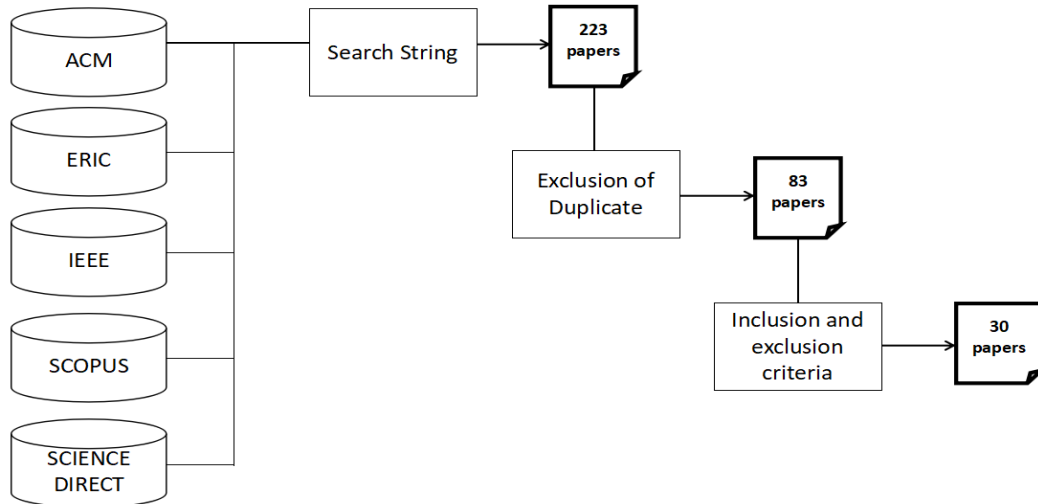 ACM
ERIC
IEEE
SCOPUS
SCIENCE
DIRECT
Search String
223
papers
Exclusion of
Duplicate
83
papers
Inclusion and
exclusion
criteria
30
papers